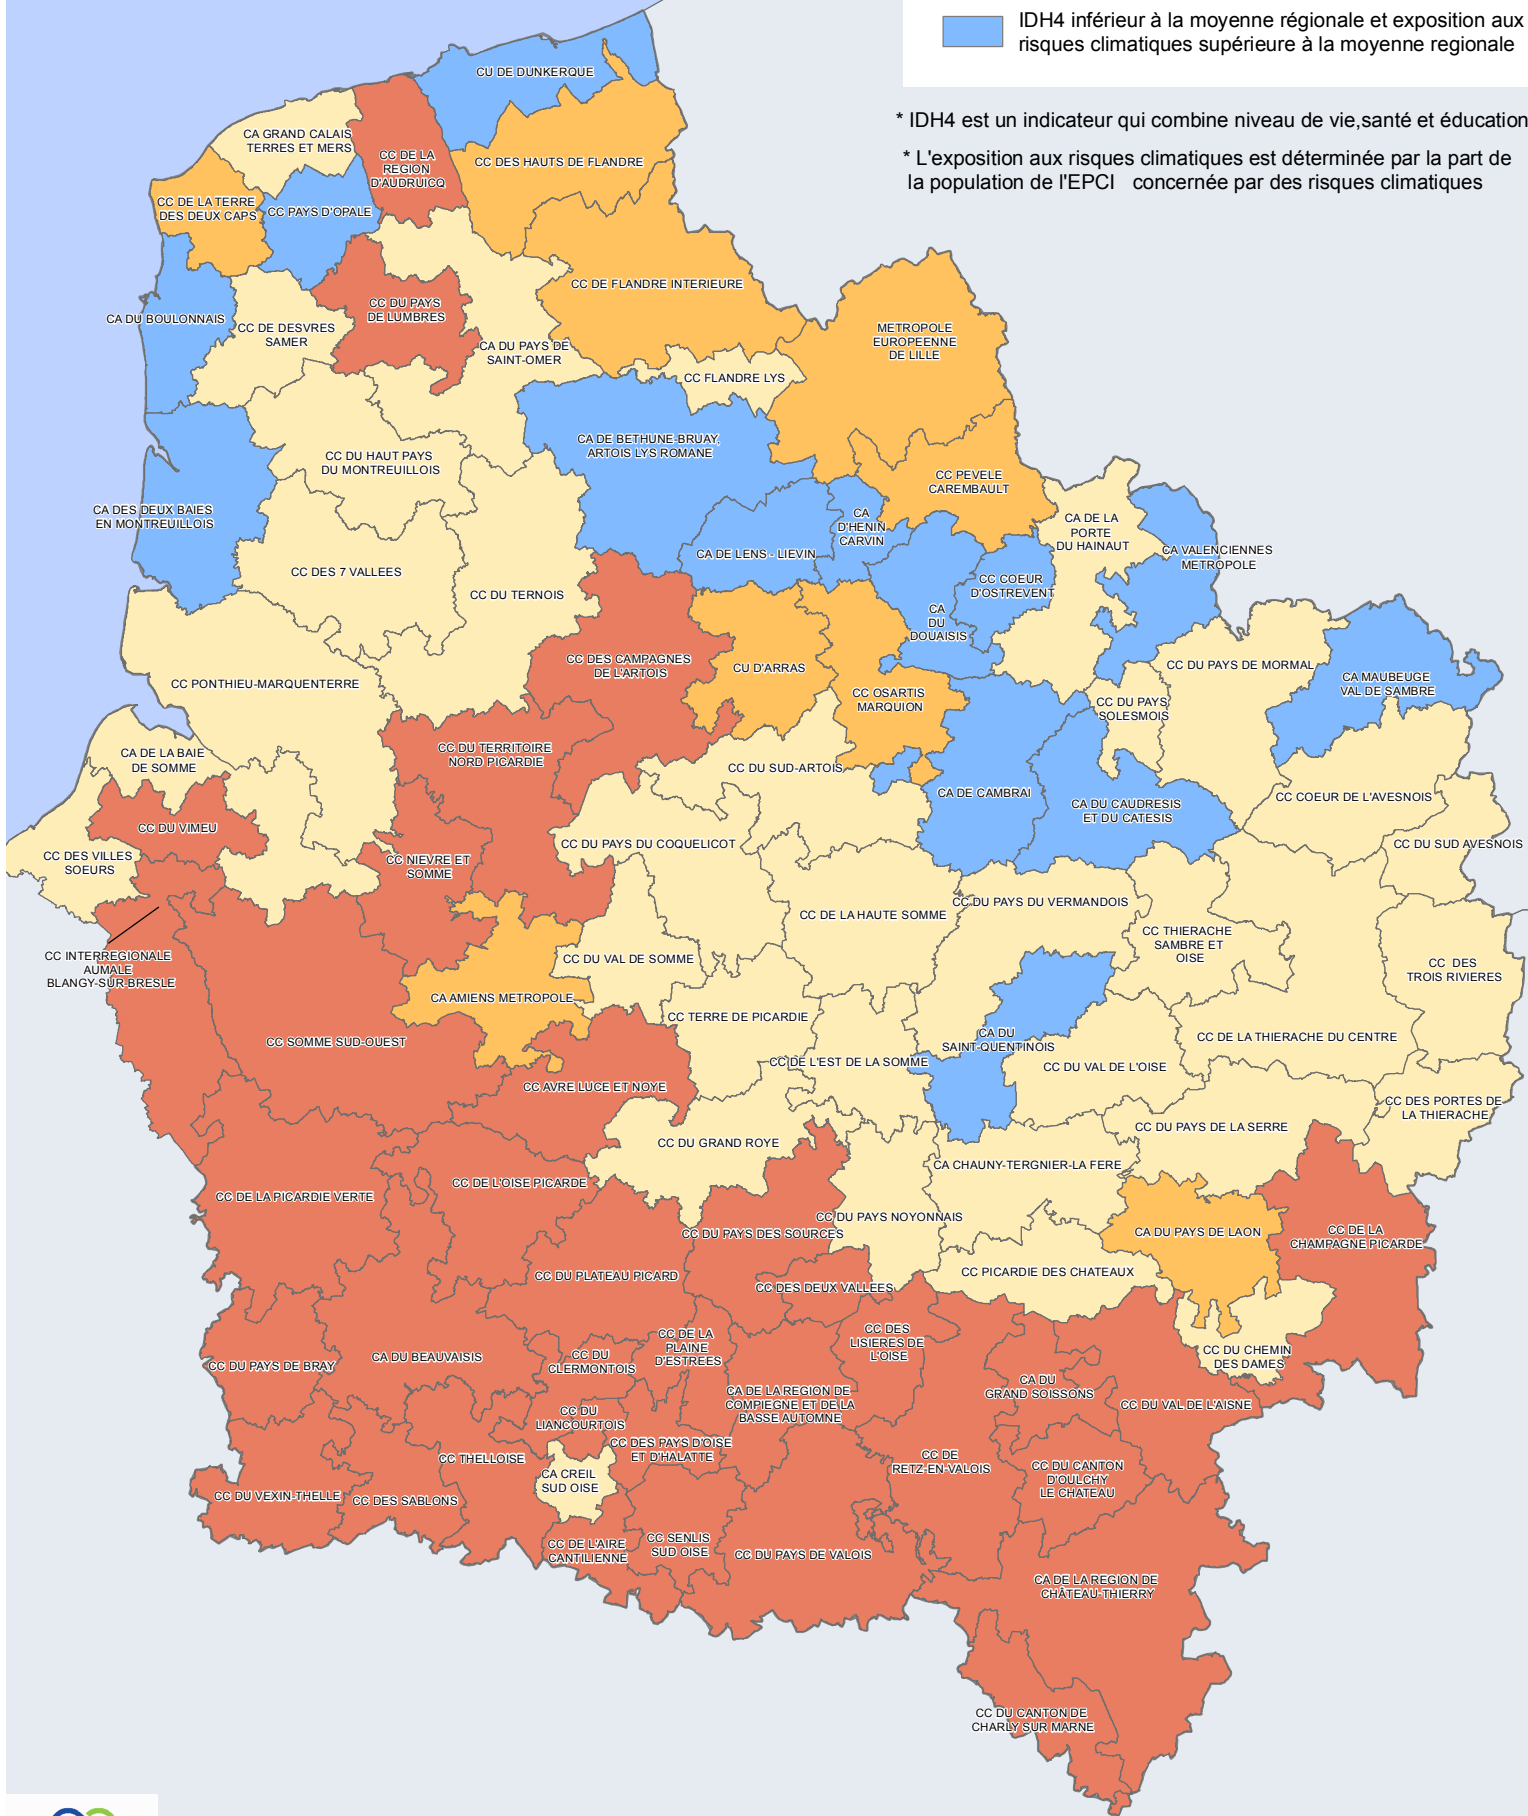 IDH4 inférieur à la moyenne régionale et exposition aux
risques climatiques supérieure à la moyenne regionale
* IDH4 est un indicateur qui combine niveau de vie,santé et éducation
* L'exposition aux risques climatiques est déterminée par la part de
la population de l'EPCI concernée par des risques climatiques
CU DE DUNKERQUE
CA GRAND CALAIS
TERRES ET MERS
CC DE LA
REGION
D'AUDRUICQ
CC DES HAUTS DE FLANDRE
CC DE LA TERRE
DES DEUX CAPS
CC PAYS D'OPALE
CC DE FLANDRE INTERIEURE
CA DU BOULONNAIS
CC DE DESVRES
SAMER
CC DU PAYS
DE LUMBRES
CA DU PAYS DE
SAINT-OMER
METROPOLE
EUROPEENNE
DE LILLE
CC FLANDRE LYS
CA DE BETHUNE-BRUAY,
ARTOIS LYS ROMANE
CC DU HAUT PAYS
DU MONTREUILLOIS
CC PEVELE
CAREMBAULT
CA DES DEUX BAIES
EN MONTREUILLOIS
CA
D'HENIN
CARVIN
CA DE LA
PORTE
DU HAINAUT
CA DE LENS - LIEVIN
CA VALENCIENNES
METROPOLE
CC DES 7 VALLEES
CC DU TERNOIS
CC COEUR
D'OSTREVENT
CA
DU
DOUAISIS
CC DES CAMPAGNES
DE L'ARTOIS
CU D'ARRAS
CC OSARTIS
MARQUION
CC DU PAYS DE MORMAL
CA MAUBEUGE
VAL DE SAMBRE
CC PONTHIEU-MARQUENTERRE
CC DU PAYS
SOLESMOIS
CA DE LA BAIE
DE SOMME
CC DU TERRITOIRE
NORD PICARDIE
CC DU SUD-ARTOIS
CA DE CAMBRAI
CA DU CAUDRESIS
ET DU CATESIS
CC COEUR DE L'AVESNOIS
CC DU VIMEU
CC DES VILLES
SOEURS
CC NIEVRE ET
SOMME
CC DU PAYS DU COQUELICOT
CC DU SUD AVESNOIS
CC DE LA HAUTE SOMME
CC DU PAYS DU VERMANDOIS
CC THIERACHE
SAMBRE ET
OISE
CC INTERREGIONALE
AUMALE
BLANGY-SUR-BRESLE
CC DU VAL DE SOMME
CC DES
TROIS RIVIERES
CA AMIENS METROPOLE
CC TERRE DE PICARDIE
CC SOMME SUD-OUEST
CA DU
SAINT-QUENTINOIS
CC DE LA THIERACHE DU CENTRE
CC DE L'EST DE LA SOMME
CC DU VAL DE L'OISE
CC AVRE LUCE ET NOYE
CC DES PORTES DE
LA THIERACHE
CC DU GRAND ROYE
CC DU PAYS DE LA SERRE
CA CHAUNY-TERGNIER-LA FERE
CC DE LA PICARDIE VERTE
CC DE L'OISE PICARDE
CC DU PAYS NOYONNAIS
CC DU PAYS DES SOURCES
CA DU PAYS DE LAON
CC DE LA
CHAMPAGNE PICARDE
CC DU PLATEAU PICARD
CC DES DEUX VALLEES
CC PICARDIE DES CHATEAUX
CC DU PAYS DE BRAY
CA DU BEAUVAISIS
CC DU
CLERMONTOIS
CC DE LA
PLAINE
D'ESTREES
CC DES
LISIERES DE
L'OISE
CC DU CHEMIN
DES DAMES
CA DE LA REGION DE
COMPIEGNE ET DE LA
BASSE AUTOMNE
CA DU
GRAND SOISSONS
CC DU VAL DE L'AISNE
CC DU
LIANCOURTOIS
CC DES PAYS D'OISE
ET D'HALATTE
CC THELLOISE
CA CREIL
SUD OISE
CC DE
RETZ-EN-VALOIS
CC DU CANTON
D'OULCHY
LE CHATEAU
CC DU VEXIN-THELLE
CC DES SABLONS
CC DE L'AIRE
CANTILIENNE
CC SENLIS
SUD OISE
CC DU PAYS DE VALOIS
CA DE LA REGION DE
CHÂTEAU-THIERRY
CC DU CANTON DE
CHARLY SUR MARNE